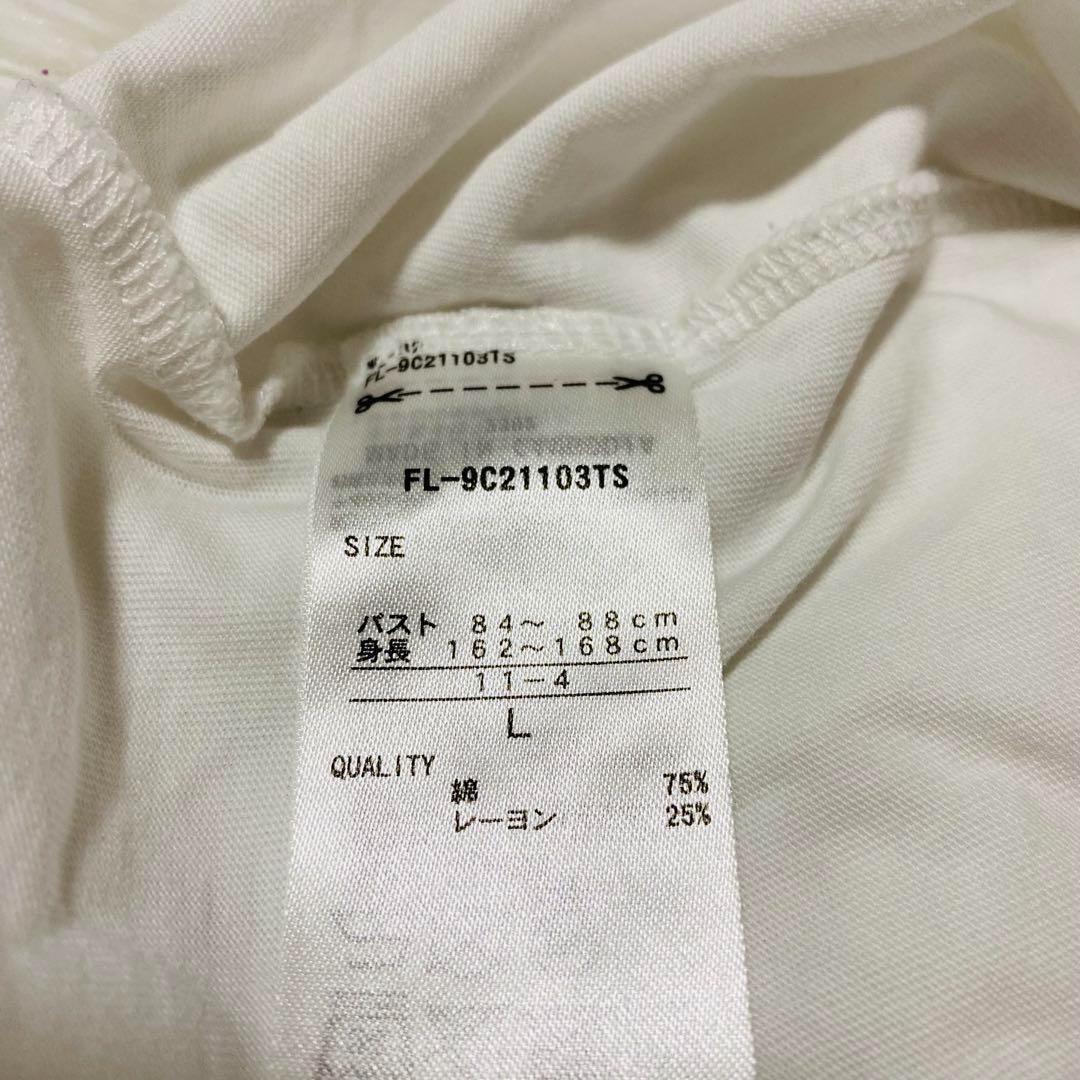 FL-9C21103TS
FL-9C21103TS
SIZE
バスト 84～ 88cm
身長 162～168cm
11-4
L
QUALITY
綿 75%
レーヨン 25%